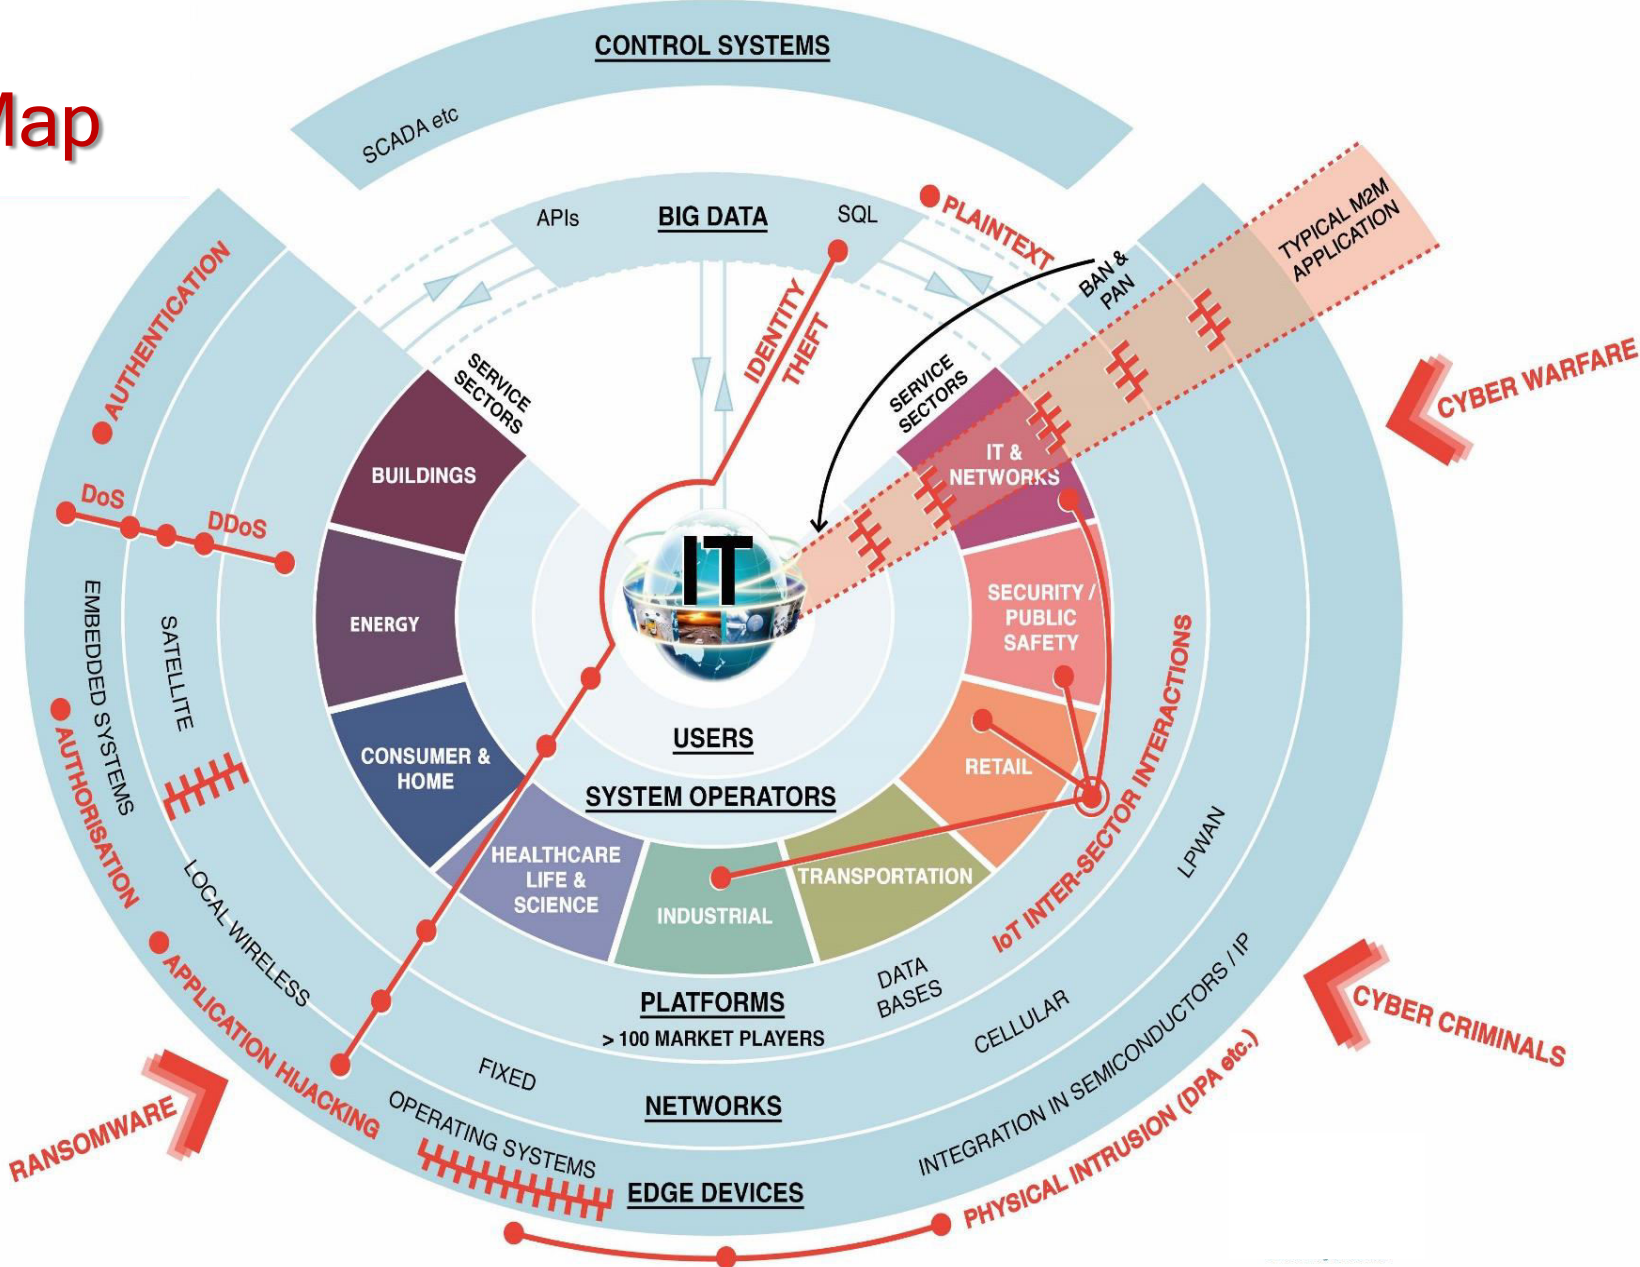 Map
CONTROL SYSTEMS
SCADA etc
APIs
BIG DATA
SQL
PLAINTEXT
BAN &
PAN
TYPICAL M2M
APPLICATION
IDENTITY
THEFT
SERVICE
SECTORS
SERVICE
SECTORS
AUTHENTICATION
DoS
DDoS
CYBER WARFARE
BUILDINGS
ENERGY
CONSUMER &
HOME
HEALTHCARE
LIFE &
SCIENCE
INDUSTRIAL
TRANSPORTATION
RETAIL
SECURITY /
PUBLIC
SAFETY
IT &
NETWORKS
IT
USERS
SYSTEM OPERATORS
EMBEDDED SYSTEMS
SATELLITE
AUTHORISATION
LOCAL WIRELESS
APPLICATION HIJACKING
RANSOMWARE
IoT INTER-SECTOR INTERACTIONS
LPWAN
DATA
BASES
PLATFORMS
> 100 MARKET PLAYERS
CELLULAR
FIXED
NETWORKS
OPERATING SYSTEMS
EDGE DEVICES
INTEGRATION IN SEMICONDUCTORS / IP
PHYSICAL INTRUSION (DPA etc.)
CYBER CRIMINALS